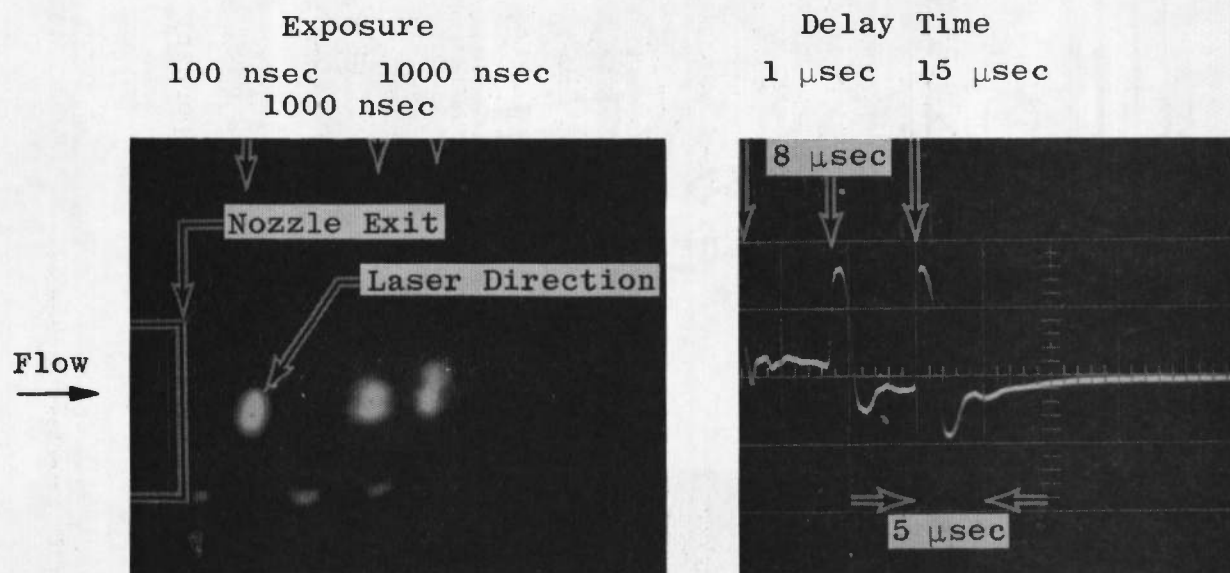 Exposure
100 nsec 1000 nsec
1000 nsec
Delay Time
1 μsec 15 μsec
8 μsec
Nozzle Exit
Laser Direction
Flow
5 μsec